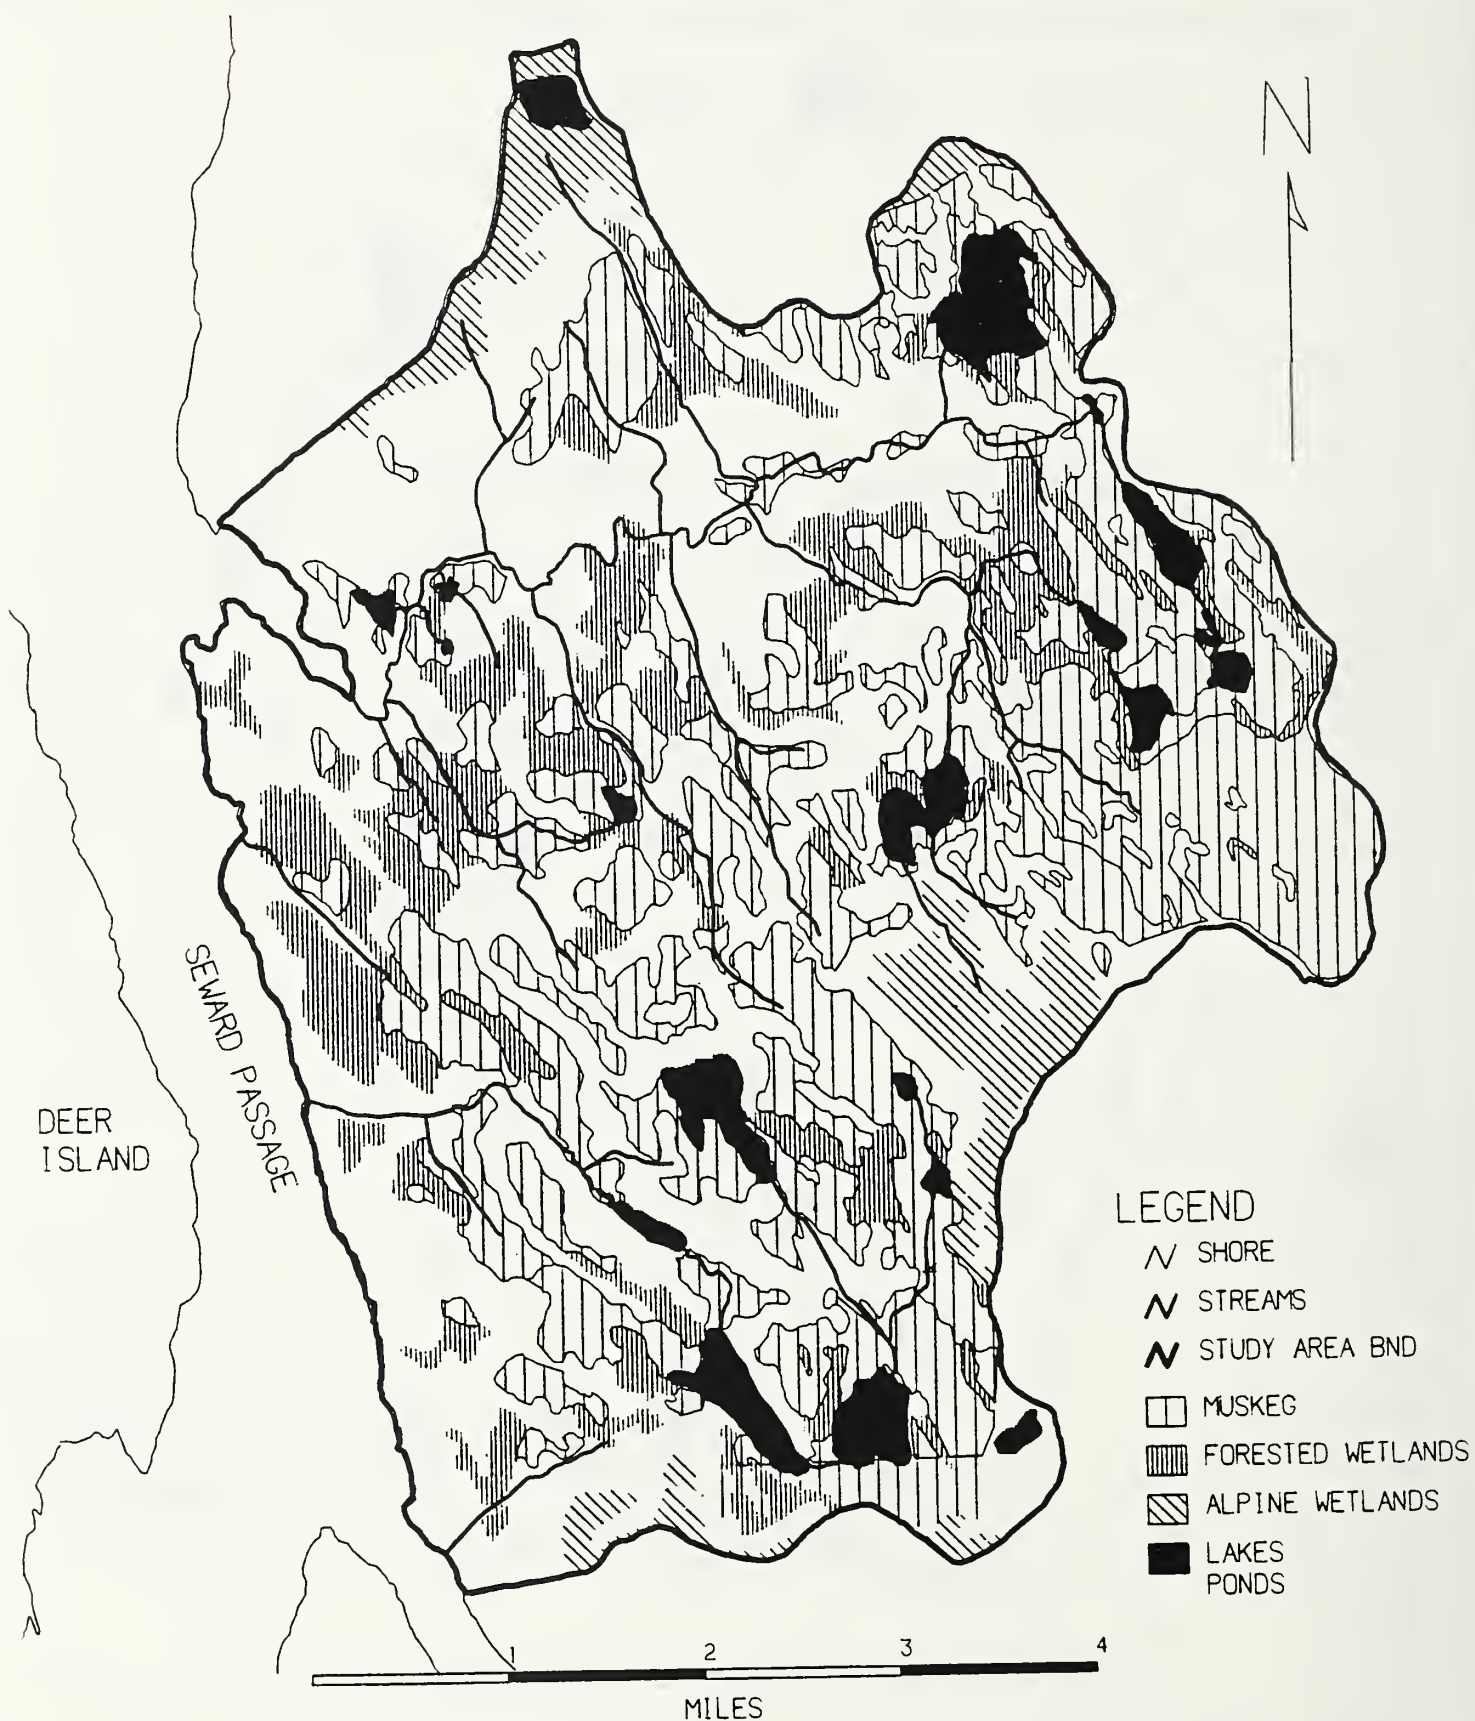 N
SEWARD PASSAGE
DEER
ISLAND
LEGEND
SHORE
STREAMS
STUDY AREA BND
MUSKEG
FORESTED WETLANDS
ALPINE WETLANDS
LAKES
PONDS
1 2 3 4
MILES